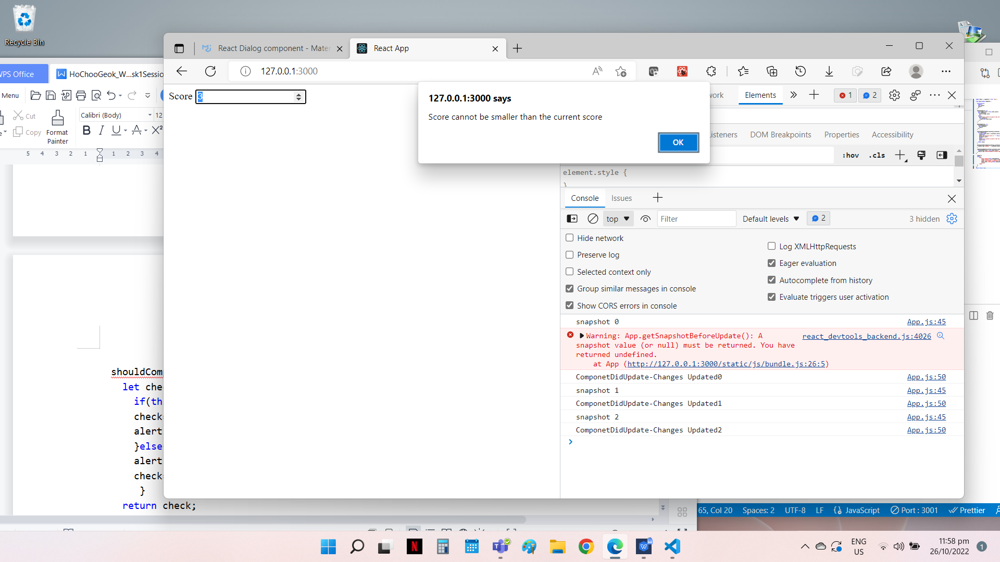 Recycle Bin
React Dialog component - Mater
React App
127.0.0.1:3000
WPS Office
HoChooGeok_W...sk1Sessio
Menu
Cut
Copy
Format
Painter
Calibri (Body)
12
B I U A X²
5 4 3 2 1 1 2 3 4
Score 3
127.0.0.1:3000 says
Score cannot be smaller than the current score
OK
work
Elements
1
2
Listeners
DOM Breakpoints
Properties
Accessibility
:hov
.cls
element.style {
}
Console
Issues
top
Filter
Default levels
2
3 hidden
Hide network
Preserve log
Selected context only
Group similar messages in console
Show CORS errors in console
Log XMLHttpRequests
Eager evaluation
Autocomplete from history
Evaluate triggers user activation
snapshot 0 App.js:45
Warning: App.getSnapshotBeforeUpdate(): A react_devtools_backend.js:4026
snapshot value (or null) must be returned. You have
returned undefined.
at App (http://127.0.0.1:3000/static/js/bundle.js:26:5)
ComponetDidUpdate-Changes Updated0 App.js:50
snapshot 1 App.js:45
ComponetDidUpdate-Changes Updated1 App.js:50
snapshot 2 App.js:45
ComponetDidUpdate-Changes Updated2 App.js:50
shouldCom
let che
if(th
check
alert
}else
alert
check
}
return check;
65, Col 20
Spaces: 2
UTF-8
LF
JavaScript
Port : 3001
Prettier
ENG
US
11:58 pm
26/10/2022
1